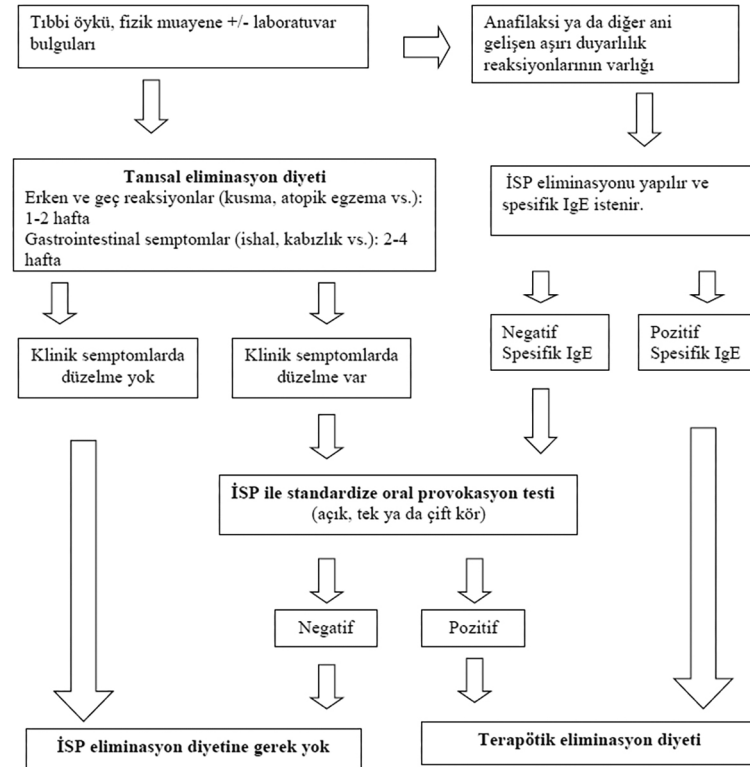 Tıbbi öykü, fizik muayene +/- laboratuvar
bulguları
Anafilaksi ya da diğer ani
gelişen aşırı duyarlılık
reaksiyonlarının varlığı
Tanısal eliminasyon diyeti
Erken ve geç reaksiyonlar (kusma, atopik egzema vs.):
1-2 hafta
Gastrointestinal semptomlar (ishal, kabızlık vs.): 2-4
hafta
İSP eliminasyonu yapılır ve
spesifik IgE istenir.
Klinik semptomlarda
düzelme yok
Klinik semptomlarda
düzelme var
Negatif
Spesifik IgE
Pozitif
Spesifik IgE
İSP ile standardize oral provokasyon testi
(açık, tek ya da çift kör)
Negatif
Pozitif
İSP eliminasyon diyetine gerek yok
Terapötik eliminasyon diyeti